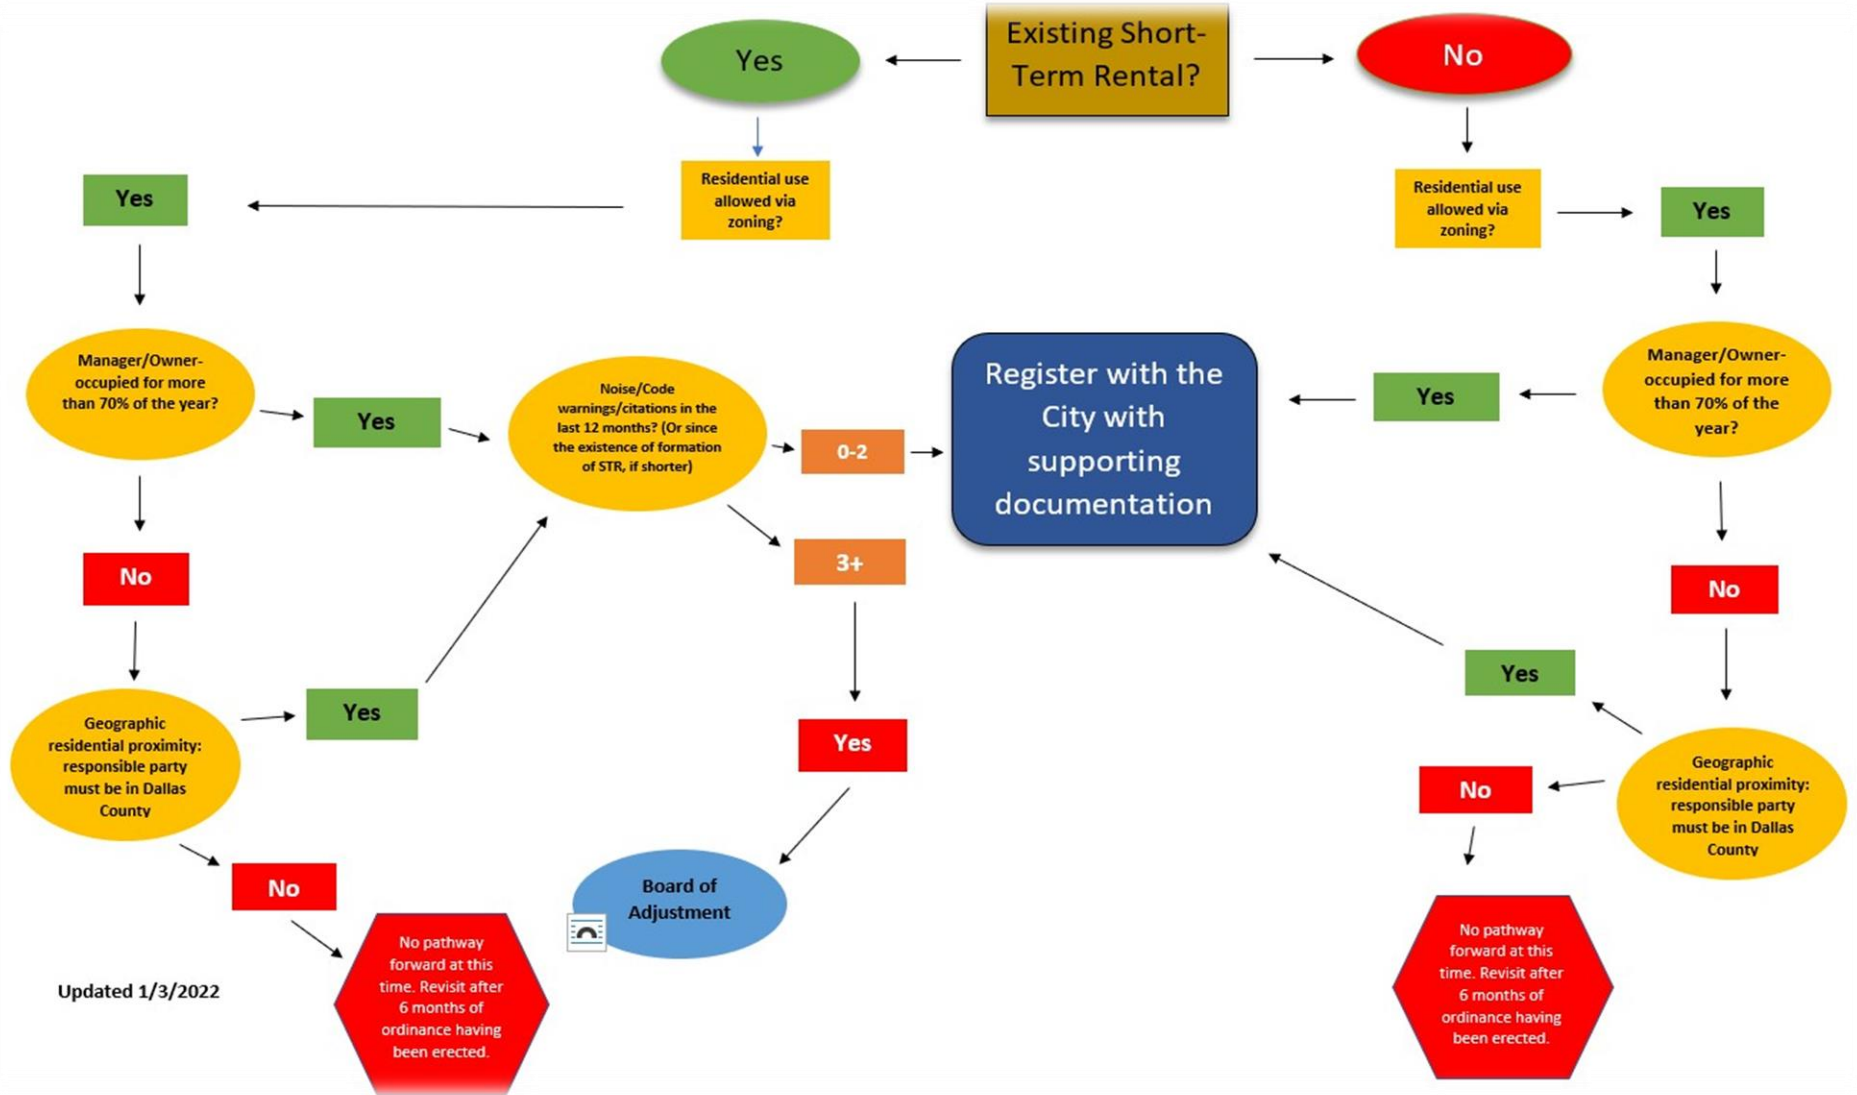 Existing Short-
Term Rental?
Yes
No
Residential use
allowed via
zoning?
Yes
Residential use
allowed via
zoning?
Yes
Manager/Owner-
occupied for more
than 70% of the year?
Yes
Noise/Code
warnings/citations in the
last 12 months? (Or since
the existence of formation
of STR, if shorter)
0-2
3+
Register with the
City with
supporting
documentation
Yes
Manager/Owner-
occupied for more
than 70% of the
year?
No
No
Geographic
residential proximity:
responsible party
must be in Dallas
County
Yes
Yes
Yes
Geographic
residential proximity:
responsible party
must be in Dallas
County
No
No
Board of
Adjustment
No pathway
forward at this
time. Revisit after
6 months of
ordinance having
been erected.
No pathway
forward at this
time. Revisit after
6 months of
ordinance having
been erected.
Updated 1/3/2022